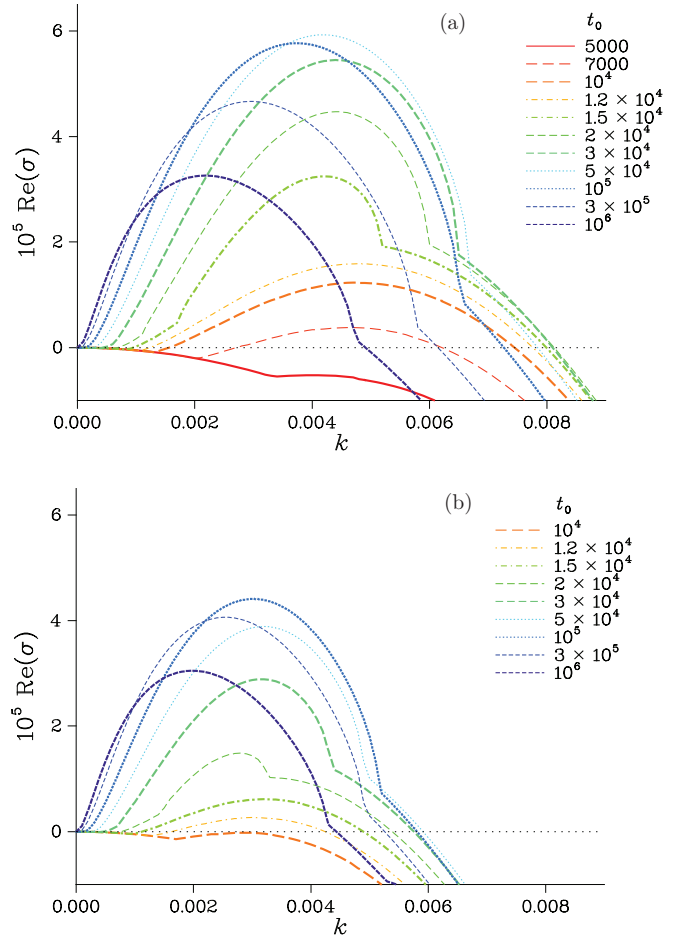 (a)
t₀
5000
7000
10⁴
1.2 × 10⁴
1.5 × 10⁴
2 × 10⁴
3 × 10⁴
5 × 10⁴
10⁵
3 × 10⁵
10⁶
10⁵ Re(σ)
6
4
2
0
0.000 0.002 0.004 0.006 0.008
k
(b)
t₀
10⁴
1.2 × 10⁴
1.5 × 10⁴
2 × 10⁴
3 × 10⁴
5 × 10⁴
10⁵
3 × 10⁵
10⁶
10⁵ Re(σ)
6
4
2
0
0.000 0.002 0.004 0.006 0.008
k